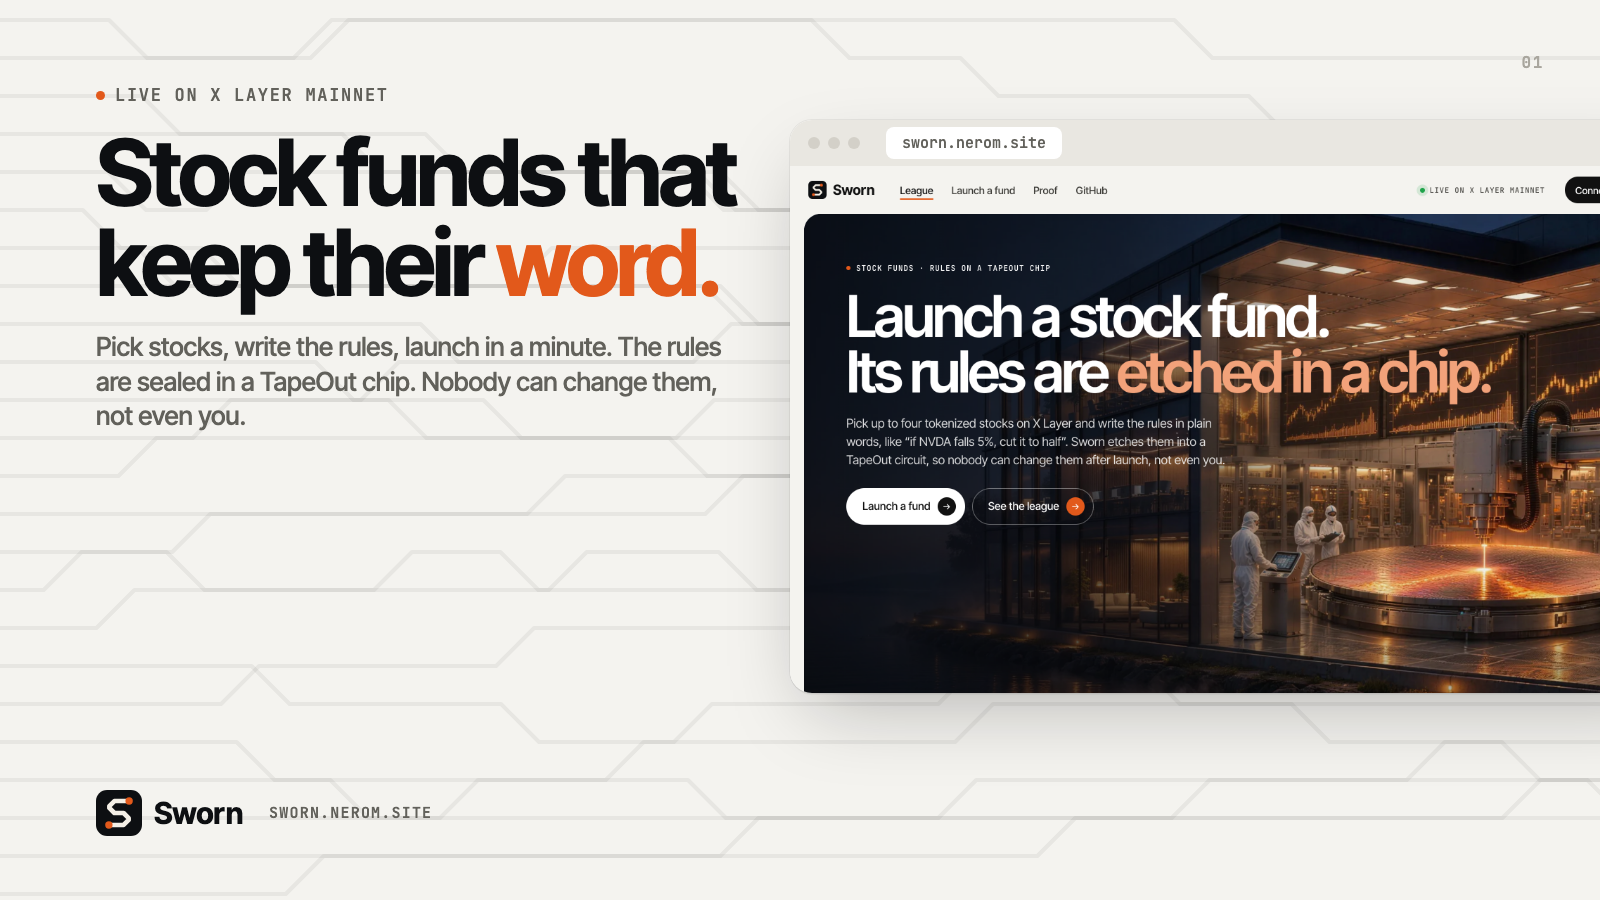 01
LIVE ON X LAYER MAINNET
Stock funds that
keep their word.
Pick stocks, write the rules, launch in a minute. The rules
are sealed in a TapeOut chip. Nobody can change them,
not even you.
sworn.nerom.site
Sworn League Launch a fund Proof GitHub LIVE ON X LAYER MAINNET Conne
STOCK FUNDS · RULES ON A TAPEOUT CHIP
Launch a stock fund.
Its rules are etched in a chip.
Pick up to four tokenized stocks on X Layer and write the rules in plain
words, like “if NVDA falls 5%, cut it to half”. Sworn etches them into a
TapeOut circuit, so nobody can change them after launch, not even you.
Launch a fund → See the league →
Sworn SWORN.NEROM.SITE